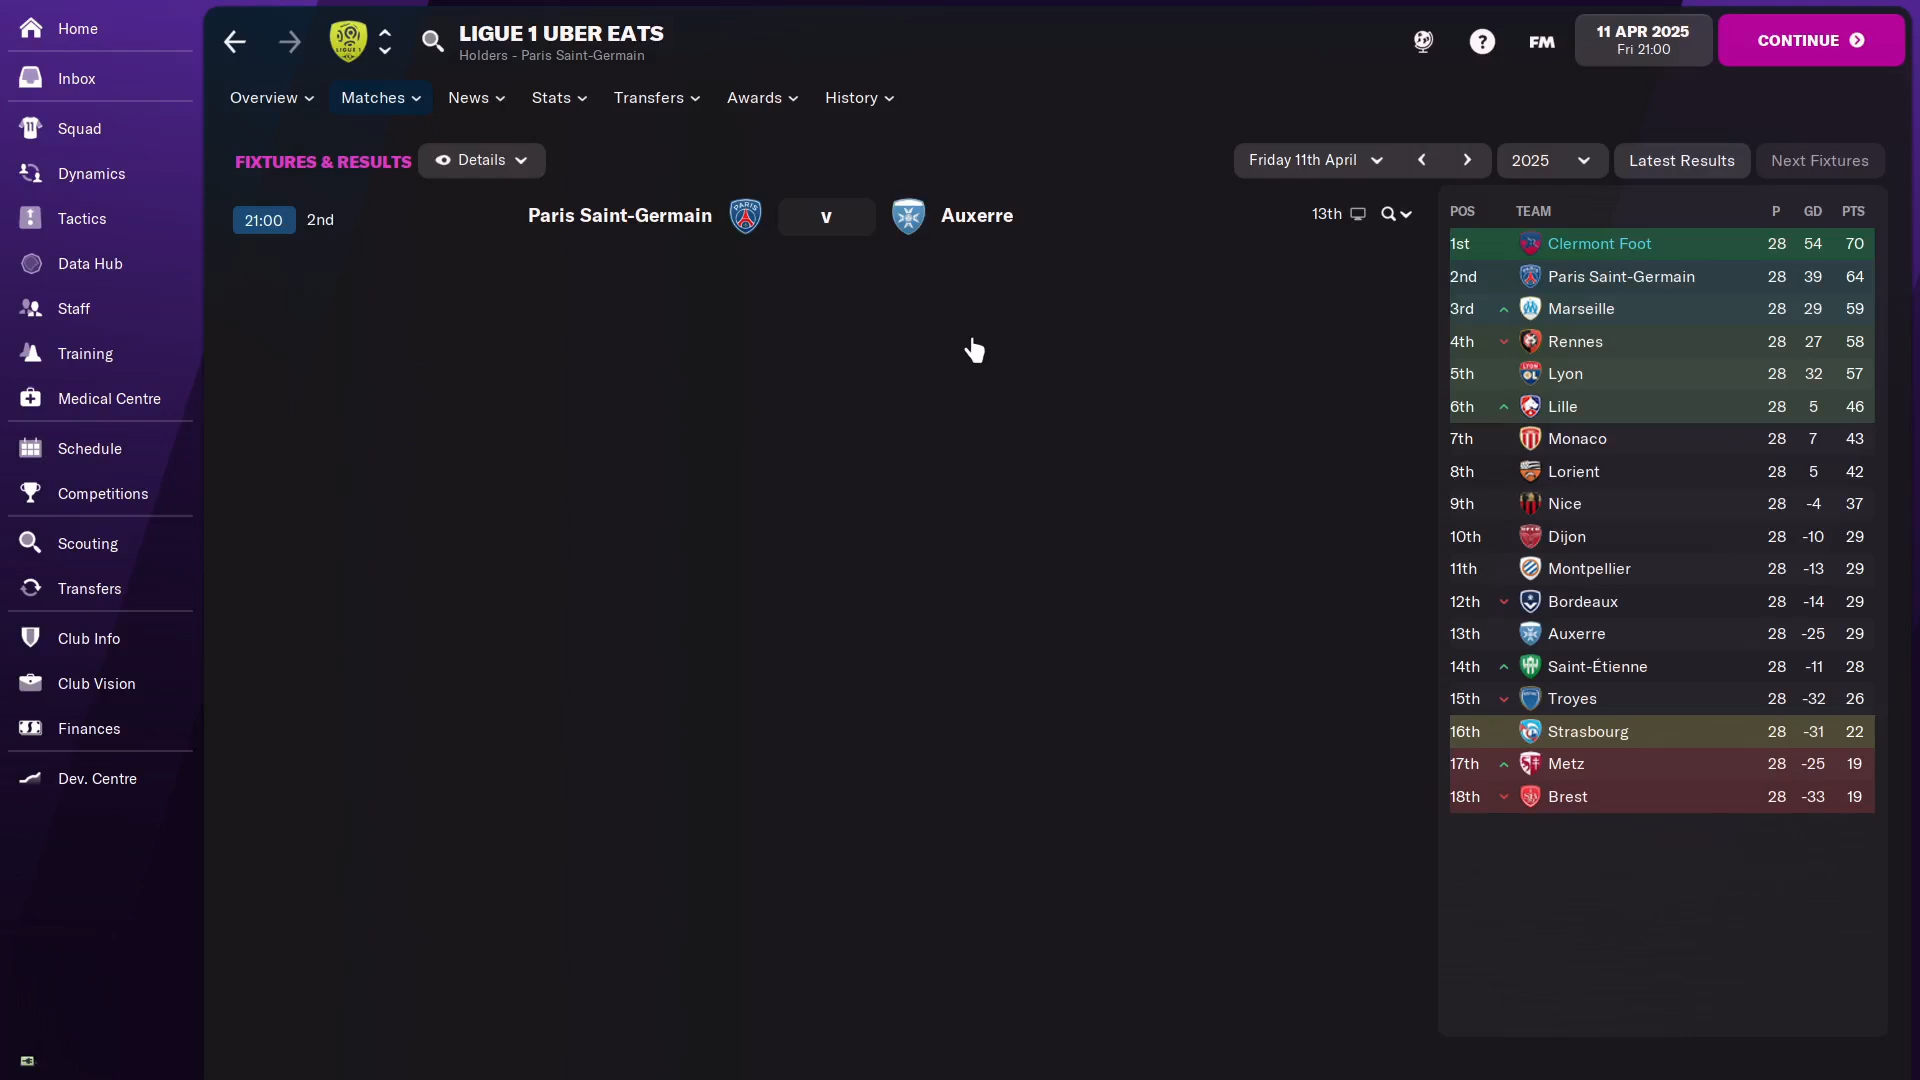 Home
Inbox
Squad
Dynamics
Tactics
Data Hub
Staff
Training
Medical Centre
Schedule
Competitions
Scouting
Transfers
Club Info
Club Vision
Finances
Dev. Centre
LIGUE 1 UBER EATS
Holders - Paris Saint-Germain
FM
11 APR 2025
Fri 21:00
CONTINUE
Overview Matches News Stats Transfers Awards History
FIXTURES & RESULTS Details
Friday 11th April 2025 Latest Results Next Fixtures
21:00 2nd Paris Saint-Germain v Auxerre 13th
POS TEAM P GD PTS
1st Clermont Foot 28 54 70
2nd Paris Saint-Germain 28 39 64
3rd Marseille 28 29 59
4th Rennes 28 27 58
5th Lyon 28 32 57
6th Lille 28 5 46
7th Monaco 28 7 43
8th Lorient 28 5 42
9th Nice 28 -4 37
10th Dijon 28 -10 29
11th Montpellier 28 -13 29
12th Bordeaux 28 -14 29
13th Auxerre 28 -25 29
14th Saint-Étienne 28 -11 28
15th Troyes 28 -32 26
16th Strasbourg 28 -31 22
17th Metz 28 -25 19
18th Brest 28 -33 19